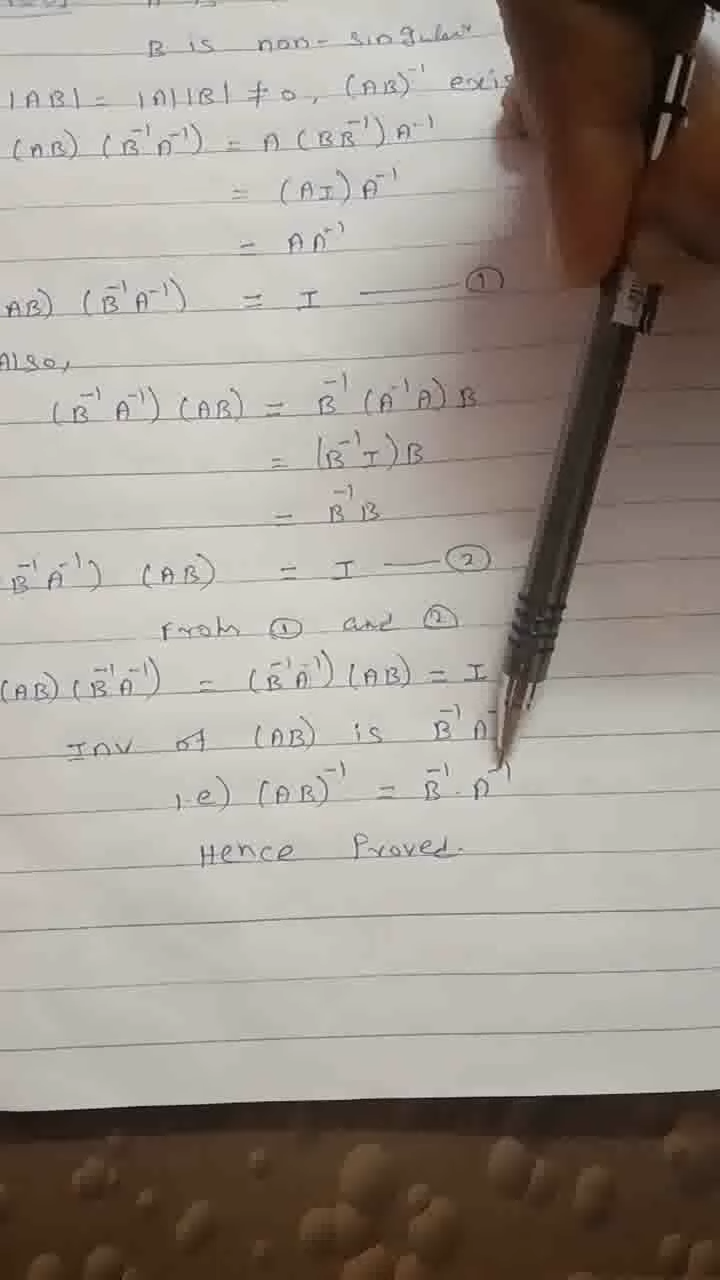 B is non-singular
|AB| = |A||B| ≠ 0, (AB)⁻¹
(AB) (B⁻¹A⁻¹) = A (BB⁻¹) A⁻¹
= (AI) A⁻¹
= AA⁻¹
AB) (B⁻¹A⁻¹) = I —— ①
Also,
(B⁻¹ A⁻¹) (AB) = B⁻¹ (A⁻¹A) B
= (B⁻¹I) B
= B⁻¹B
B⁻¹A⁻¹) (AB) = I —— ②
From ① and ②
(AB) (B⁻¹A⁻¹) = (B⁻¹A⁻¹) (AB) = I
Inv of (AB) is B⁻¹ A⁻
i.e) (AB)⁻¹ = B⁻¹ . A⁻¹
Hence Proved.